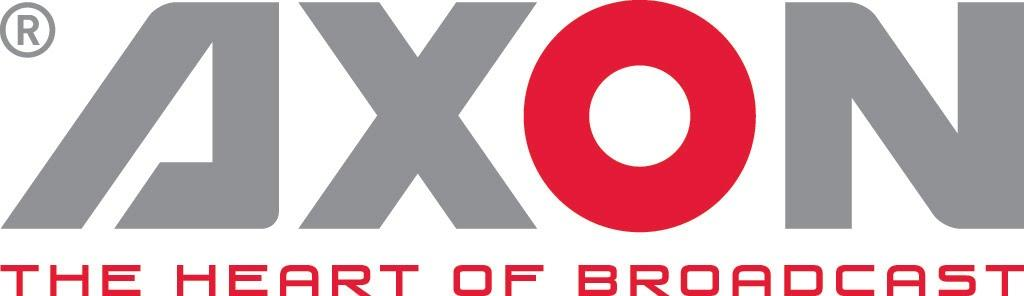 ® AXON
THE HEART OF BROADCAST